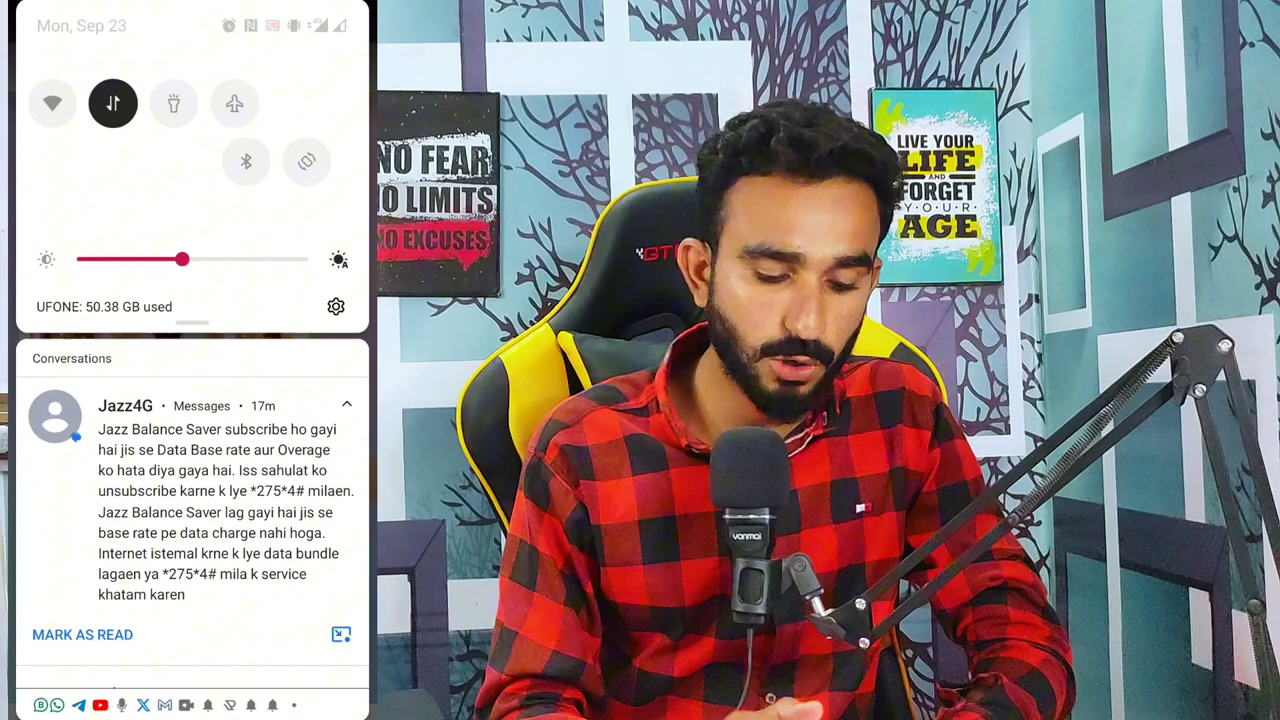 Mon, Sep 23
4G
UFONE: 50.38 GB used
Conversations
Jazz4G • Messages • 17m
Jazz Balance Saver subscribe ho gayi
hai jis se Data Base rate aur Overage
ko hata diya gaya hai. Iss sahulat ko
unsubscribe karne k lye *275*4# milaen.
Jazz Balance Saver lag gayi hai jis se
base rate pe data charge nahi hoga.
Internet istemal krne k lye data bundle
lagaen ya *275*4# mila k service
khatam karen
MARK AS READ
NO FEAR
NO LIMITS
NO EXCUSES
LIVE YOUR
LIFE
AND
FORGET
YOUR
AGE
vanmai